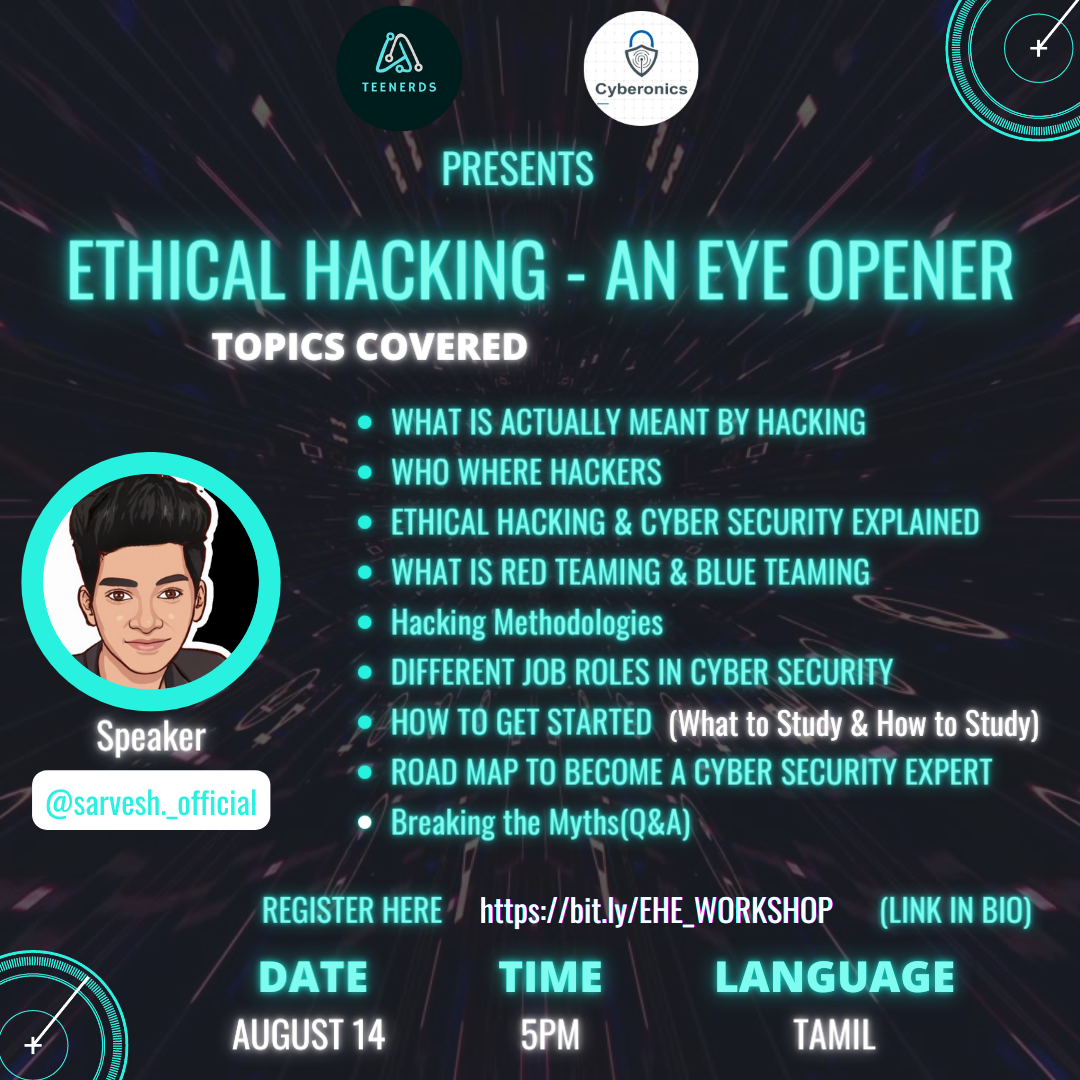 TEENERDS
Cyberonics
PRESENTS
ETHICAL HACKING - AN EYE OPENER
TOPICS COVERED
WHAT IS ACTUALLY MEANT BY HACKING
WHO WHERE HACKERS
ETHICAL HACKING & CYBER SECURITY EXPLAINED
WHAT IS RED TEAMING & BLUE TEAMING
Hacking Methodologies
DIFFERENT JOB ROLES IN CYBER SECURITY
HOW TO GET STARTED (What to Study & How to Study)
ROAD MAP TO BECOME A CYBER SECURITY EXPERT
Breaking the Myths(Q&A)
Speaker
@sarvesh._official
REGISTER HERE https://bit.ly/EHE_WORKSHOP (LINK IN BIO)
DATE TIME LANGUAGE
AUGUST 14 5PM TAMIL